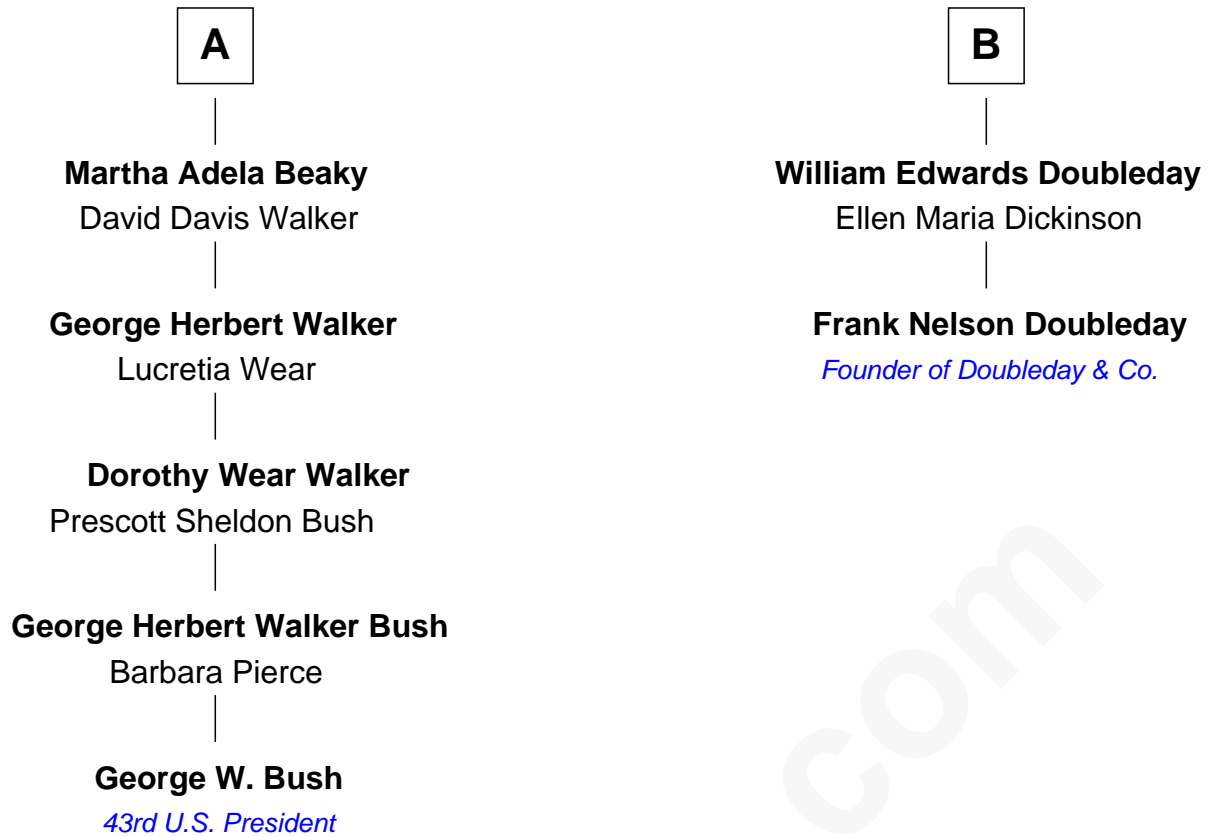 A
Martha Adela Beaky
David Davis Walker
George Herbert Walker
Lucretia Wear
Dorothy Wear Walker
Prescott Sheldon Bush
George Herbert Walker Bush
Barbara Pierce
George W. Bush
43rd U.S. President
B
William Edwards Doubleday
Ellen Maria Dickinson
Frank Nelson Doubleday
Founder of Doubleday & Co.
com